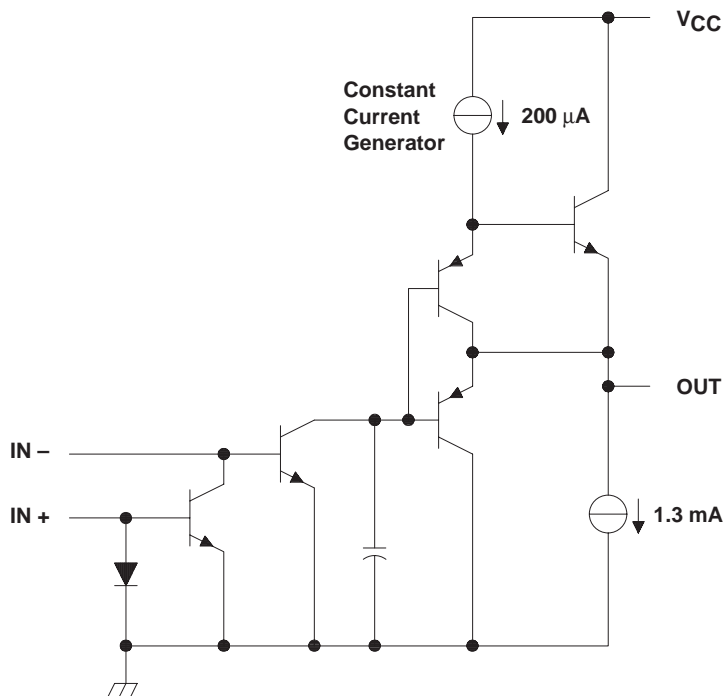 VCC
Constant
Current
Generator
200 μA
OUT
IN –
IN +
1.3 mA